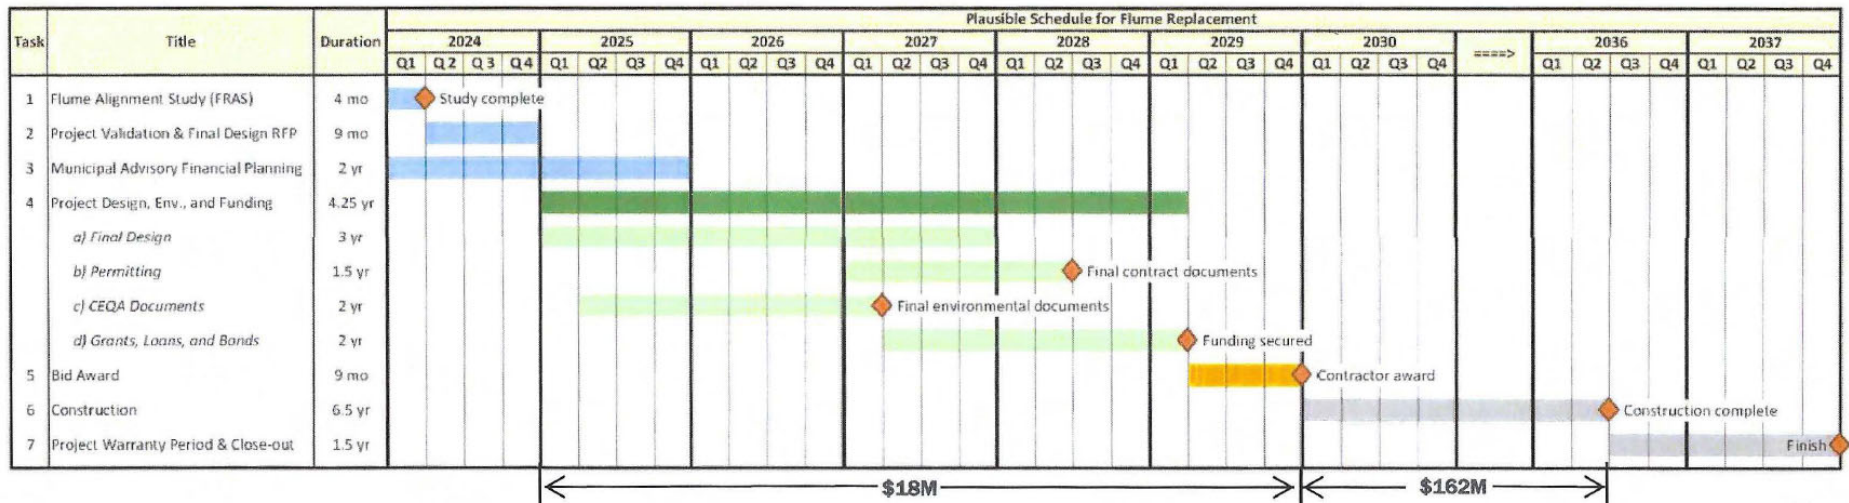 Plausible Schedule for Flume Replacement
Task Title Duration 2024 2025 2026 2027 2028 2029 2030 ====> 2036 2037
Q1 Q2 Q3 Q4 Q1 Q2 Q3 Q4 Q1 Q2 Q3 Q4 Q1 Q2 Q3 Q4 Q1 Q2 Q3 Q4 Q1 Q2 Q3 Q4 Q1 Q2 Q3 Q4 Q1 Q2 Q3 Q4 Q1 Q2 Q3 Q4
1 Flume Alignment Study (FRAS) 4 mo Study complete
2 Project Validation & Final Design RFP 9 mo
3 Municipal Advisory Financial Planning 2 yr
4 Project Design, Env., and Funding 4.25 yr
a) Final Design 3 yr
b) Permitting 1.5 yr Final contract documents
c) CEQA Documents 2 yr Final environmental documents
d) Grants, Loans, and Bonds 2 yr Funding secured
5 Bid Award 9 mo Contractor award
6 Construction 6.5 yr Construction complete
7 Project Warranty Period & Close-out 1.5 yr Finish
$18M $162M